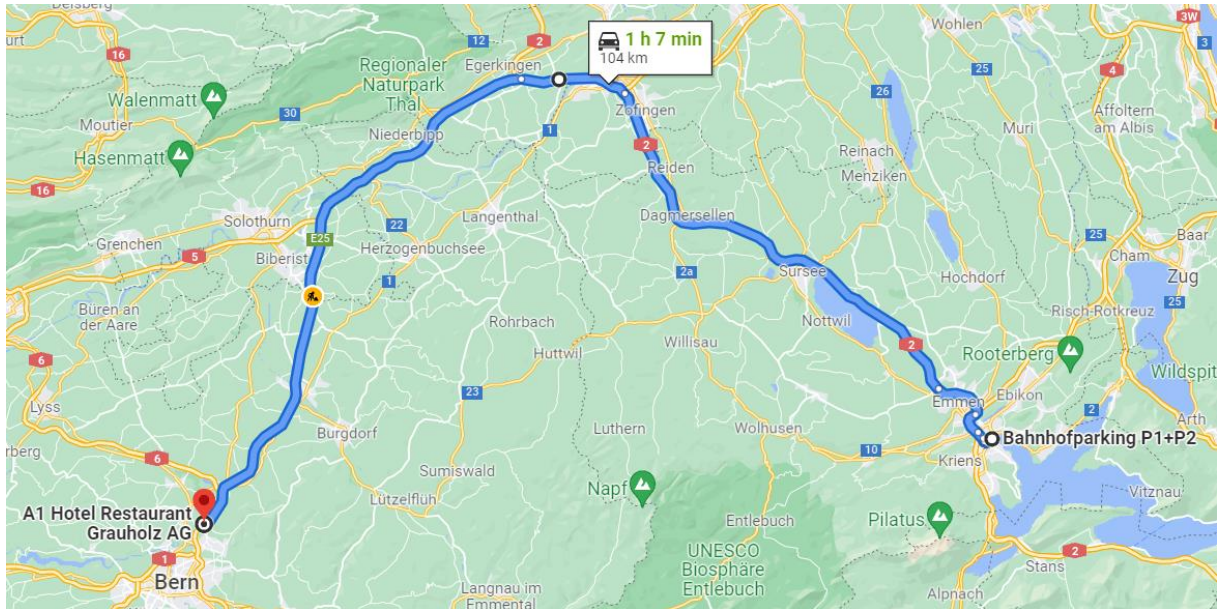 Delsberg
16
12
2
1 h 7 min
104 km
Wohlen
3W
3
Regionaler
Naturpark
Thal
Egerkingen
25
4
Walenmatt
Moutier
30
Niederbipp
1
Zofingen
26
Muri
Affoltern
am Albis
Hasenmatt
16
2
Reiden
Reinach
Menziken
Solothurn
22
Langenthal
Dagmersellen
E25
Grenchen
5
Biberist
Herzogenbuchsee
25
25
Baar
Cham
Zug
1
2a
Sursee
Hochdorf
25
Büren an
der Aare
Rohrbach
Nottwil
Risch-Rotkreuz
Huttwil
Willisau
2
Rooterberg
6
Wildspit
23
Emmen
Ebikon
Lyss
2
Arth
Burgdorf
Luthern
Wolhusen
Bahnhofparking P1+P2
10
Kriens
6
Sumiswald
Napf
Vitznau
A1 Hotel Restaurant
Grauholz AG
Lützelflüh
Entlebuch
Pilatus
1
Bern
UNESCO
Biosphäre
Entlebuch
2
Stans
Langnau im
Emmental
Alpnach